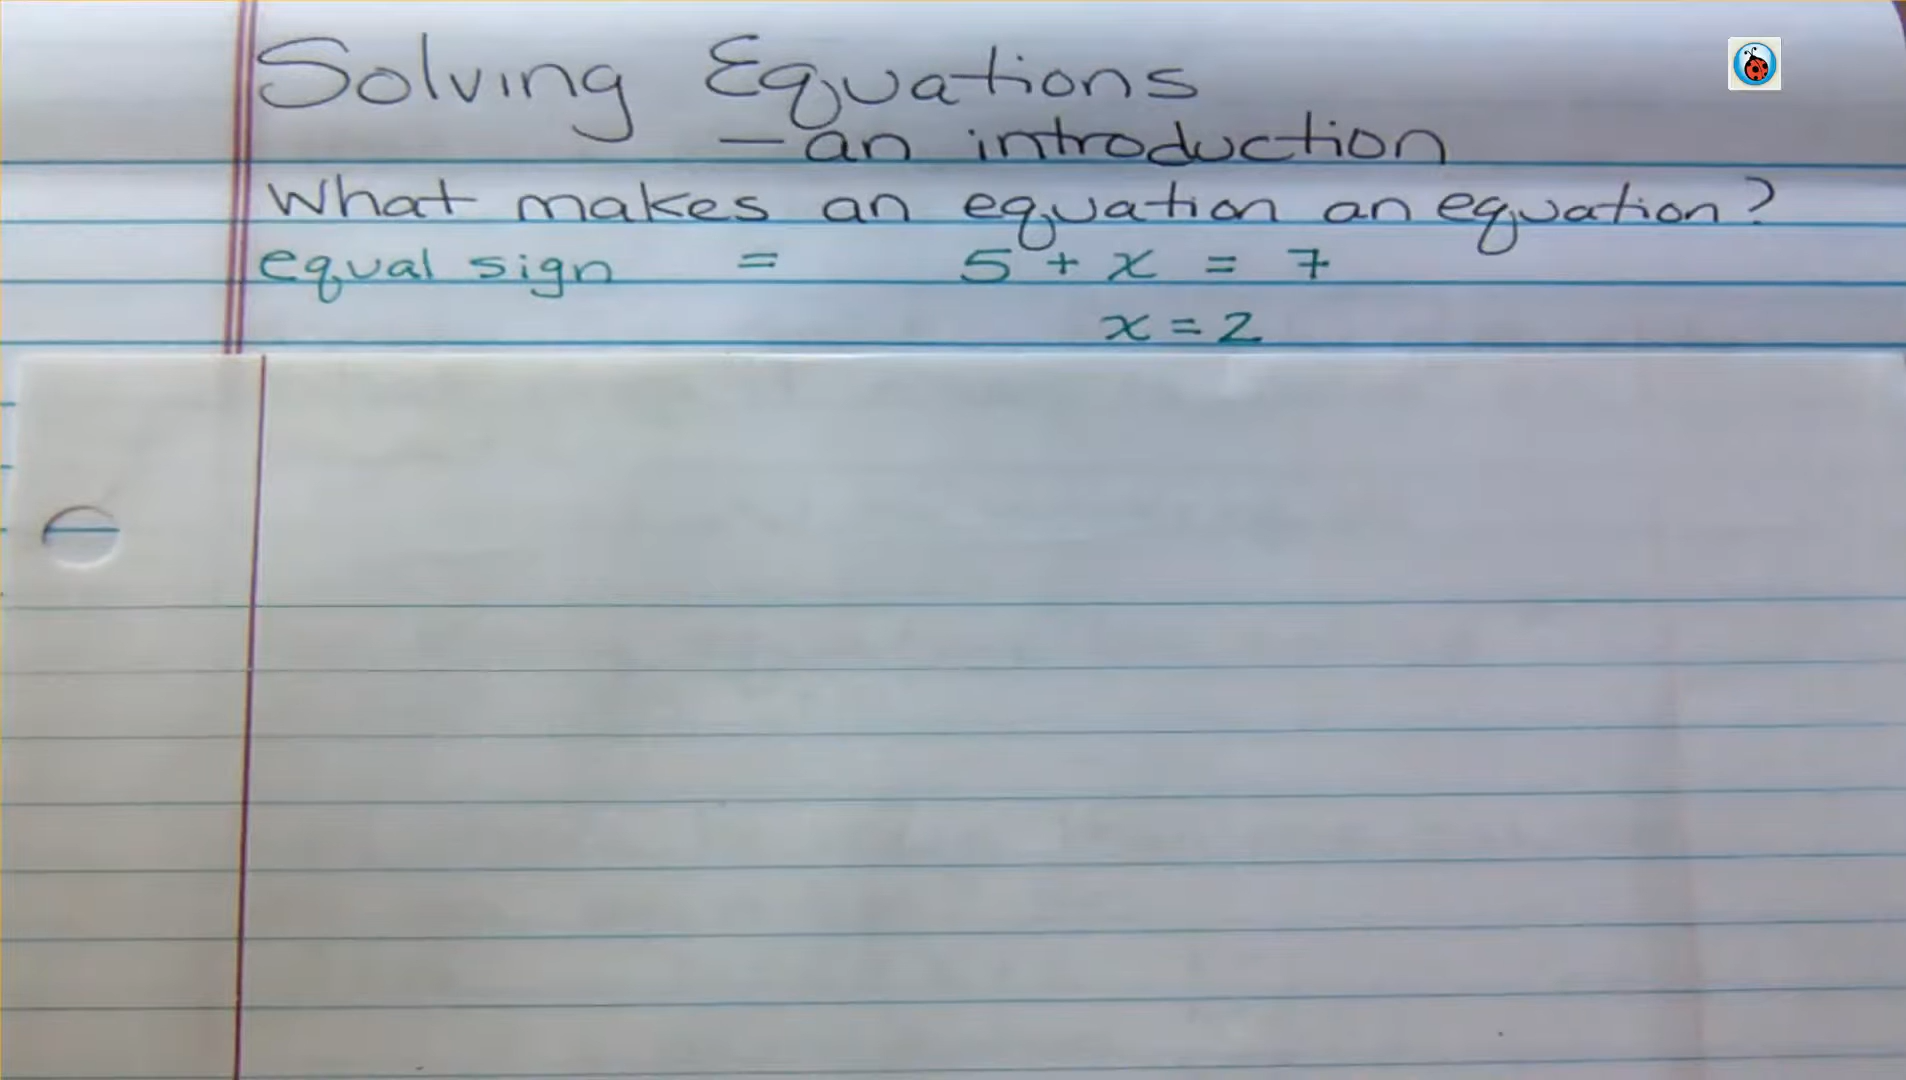 Solving Equations
- an introduction
What makes an equation an equation?
equal sign = 5 + x = 7
x = 2